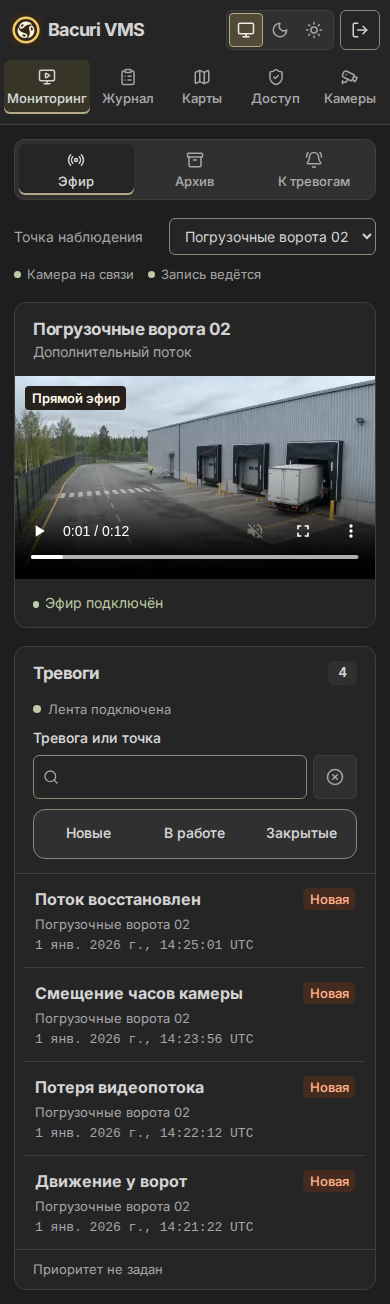 Bacuri VMS
Мониторинг Журнал Карты Доступ Камеры
Эфир Архив К тревогам
Точка наблюдения Погрузочные ворота 02
Камера на связи Запись ведётся
Погрузочные ворота 02
Дополнительный поток
Прямой эфир
0:01 / 0:12
Эфир подключён
Тревоги 4
Лента подключена
Тревога или точка
Новые В работе Закрытые
Поток восстановлен Новая
Погрузочные ворота 02
1 янв. 2026 г., 14:25:01 UTC
Смещение часов камеры Новая
Погрузочные ворота 02
1 янв. 2026 г., 14:23:56 UTC
Потеря видеопотока Новая
Погрузочные ворота 02
1 янв. 2026 г., 14:22:12 UTC
Движение у ворот Новая
Погрузочные ворота 02
1 янв. 2026 г., 14:21:22 UTC
Приоритет не задан